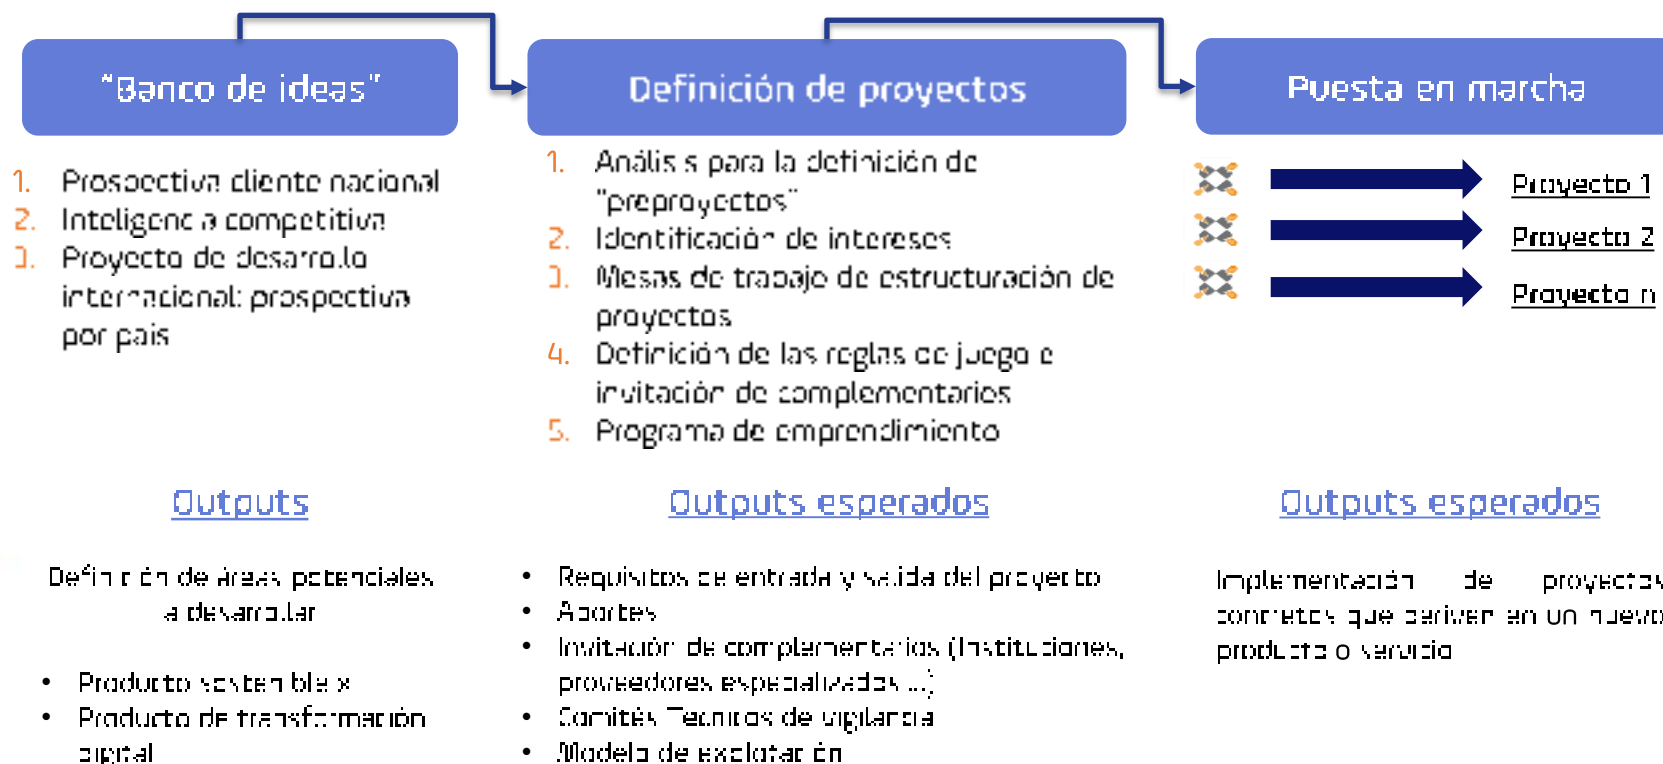 "Banco de ideas"
1. Prospectiva cliente nacional
2. Inteligencia competitiva
3. Proyecto de desarrollo
internacional: prospectiva
por país
Outputs
Definición de áreas potenciales
a desarrollar
• Producto sostenible x
• Producto de transformación
digital
Definición de proyectos
1. Análisis para la definición de
"preproyectos"
2. Identificación de intereses
3. Mesas de trabajo de estructuración de
proyectos
4. Definición de las reglas de juego e
invitación de complementarios
5. Programa de emprendimiento
Outputs esperados
• Requisitos de entrada y salida del proyecto
• Aportes
• Invitación de complementarios (Instituciones,
proveedores especializados ...)
• Comités Técnicos de vigilancia
• Modelo de explotación
Puesta en marcha
Proyecto 1
Proyecto 2
Proyecto n
Outputs esperados
Implementación de proyectos
concretos que deriven en un nuevo
producto o servicio